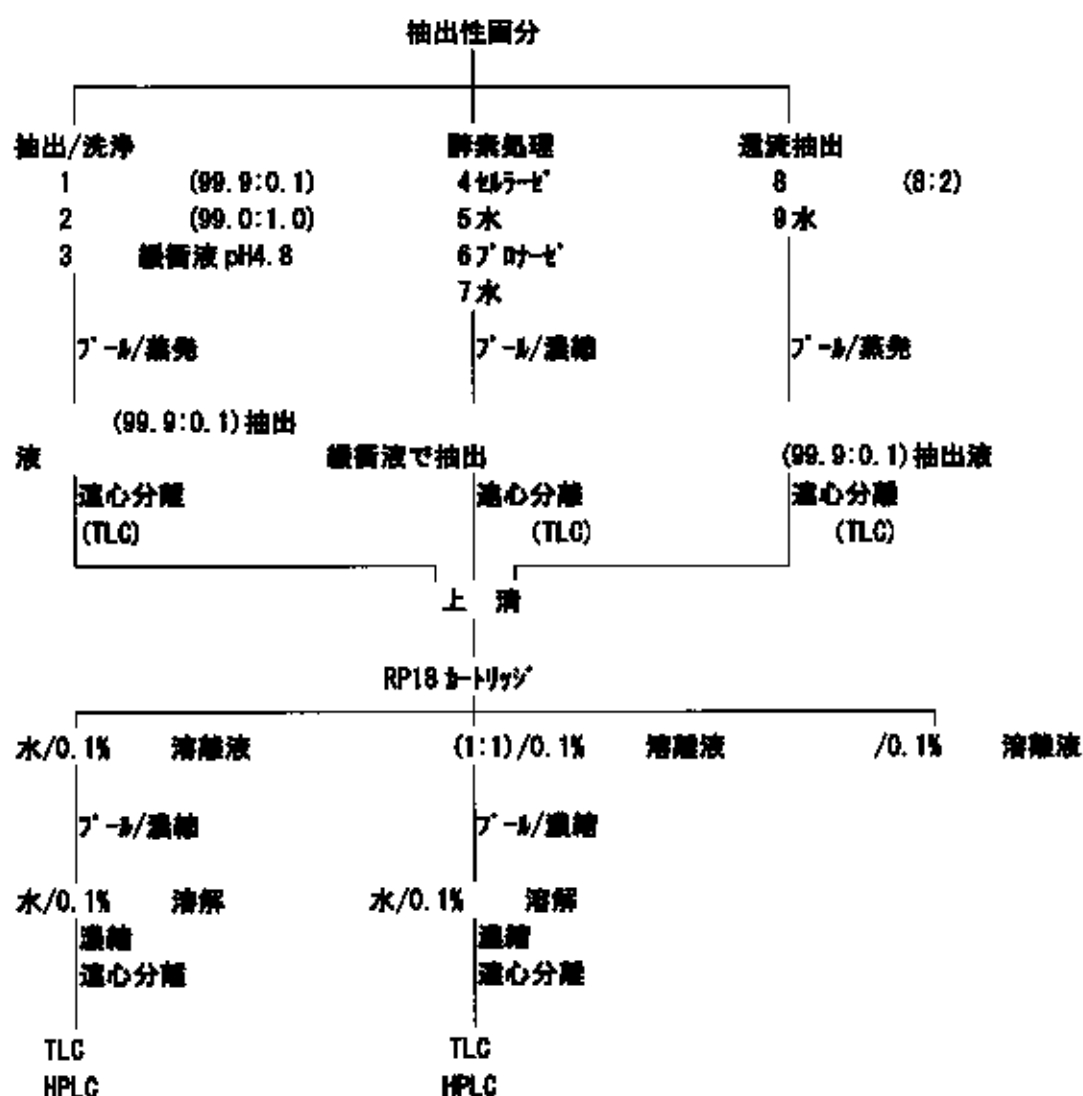 抽出性画分
抽出/洗浄 酵素処理 還流抽出
1 (99.9:0.1) 4 ｾﾙﾗｰｾﾞ 8 (8:2)
2 (99.0:1.0) 5 水 9 水
3 緩衝液 pH4.8 6 ﾌﾟﾛﾅｰｾﾞ
7 水
ﾌﾟｰﾙ/蒸発 ﾌﾟｰﾙ/濃縮 ﾌﾟｰﾙ/蒸発
(99.9:0.1)抽出
液 緩衝液で抽出 (99.9:0.1)抽出液
遠心分離 遠心分離 遠心分離
(TLC) (TLC) (TLC)
上 清
RP18 ｶｰﾄﾘｯｼﾞ
水/0.1% 溶離液 (1:1)/0.1% 溶離液 /0.1% 溶離液
ﾌﾟｰﾙ/濃縮 ﾌﾟｰﾙ/濃縮
水/0.1% 溶解 水/0.1% 溶解
濃縮 濃縮
遠心分離 遠心分離
TLC TLC
HPLC HPLC